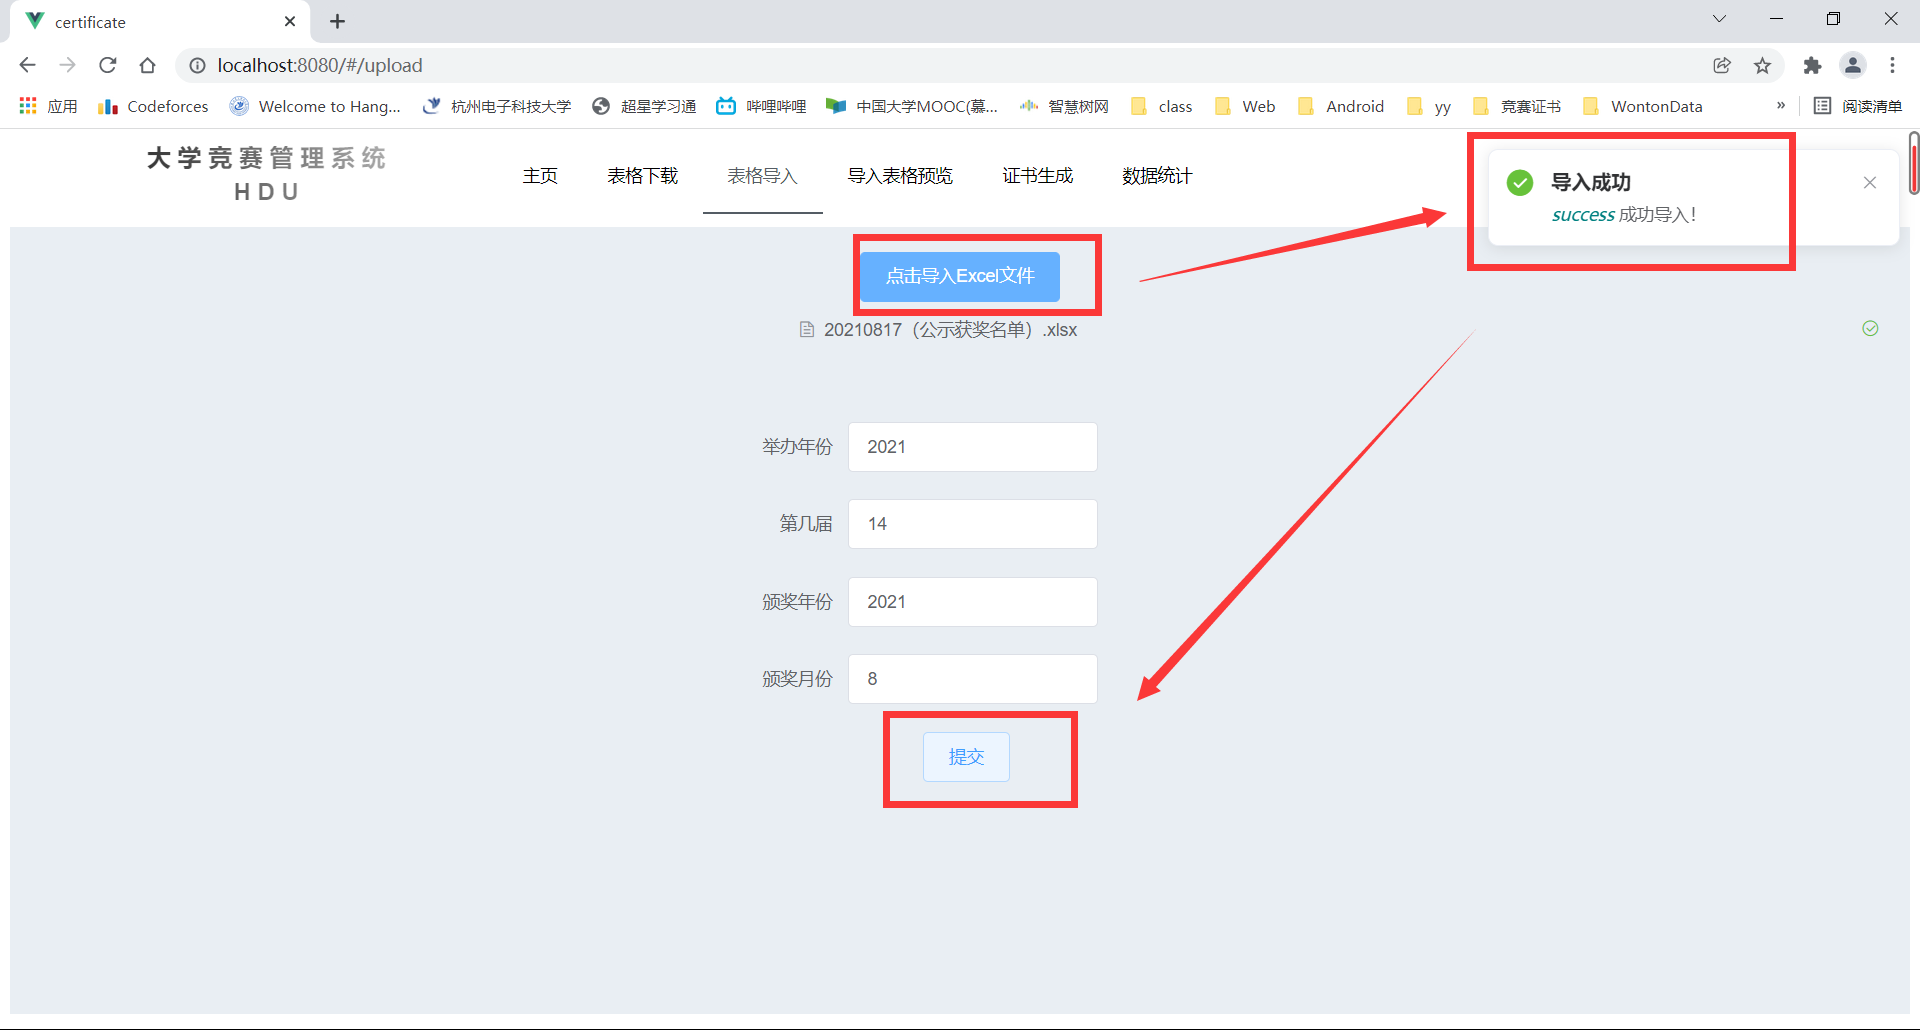 certificate
localhost:8080/#/upload
应用 Codeforces Welcome to Hang... 杭州电子科技大学 超星学习通 哔哩哔哩 中国大学MOOC(慕... 智慧树网 class Web Android yy 竞赛证书 WontonData » 阅读清单
大学竞赛管理系统
HDU
主页 表格下载 表格导入 导入表格预览 证书生成 数据统计
导入成功
success 成功导入!
点击导入Excel文件
20210817（公示获奖名单）.xlsx
举办年份 2021
第几届 14
颁奖年份 2021
颁奖月份 8
提交